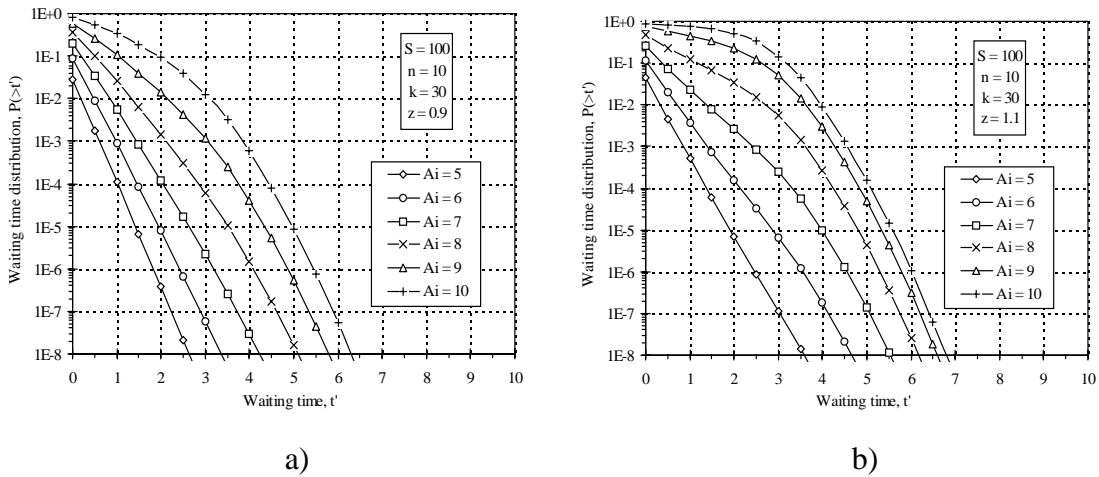 1E+0
1E-1
1E-2
1E-3
1E-4
1E-5
1E-6
1E-7
1E-8
Waiting time distribution, P(>t')
S = 100
n = 10
k = 30
z = 0.9
Ai = 5
Ai = 6
Ai = 7
Ai = 8
Ai = 9
Ai = 10
0 1 2 3 4 5 6 7 8 9 10
Waiting time, t'
a)
1E+0
1E-1
1E-2
1E-3
1E-4
1E-5
1E-6
1E-7
1E-8
Waiting time distribution, P(>t')
S = 100
n = 10
k = 30
z = 1.1
Ai = 5
Ai = 6
Ai = 7
Ai = 8
Ai = 9
Ai = 10
0 1 2 3 4 5 6 7 8 9 10
Waiting time, t'
b)